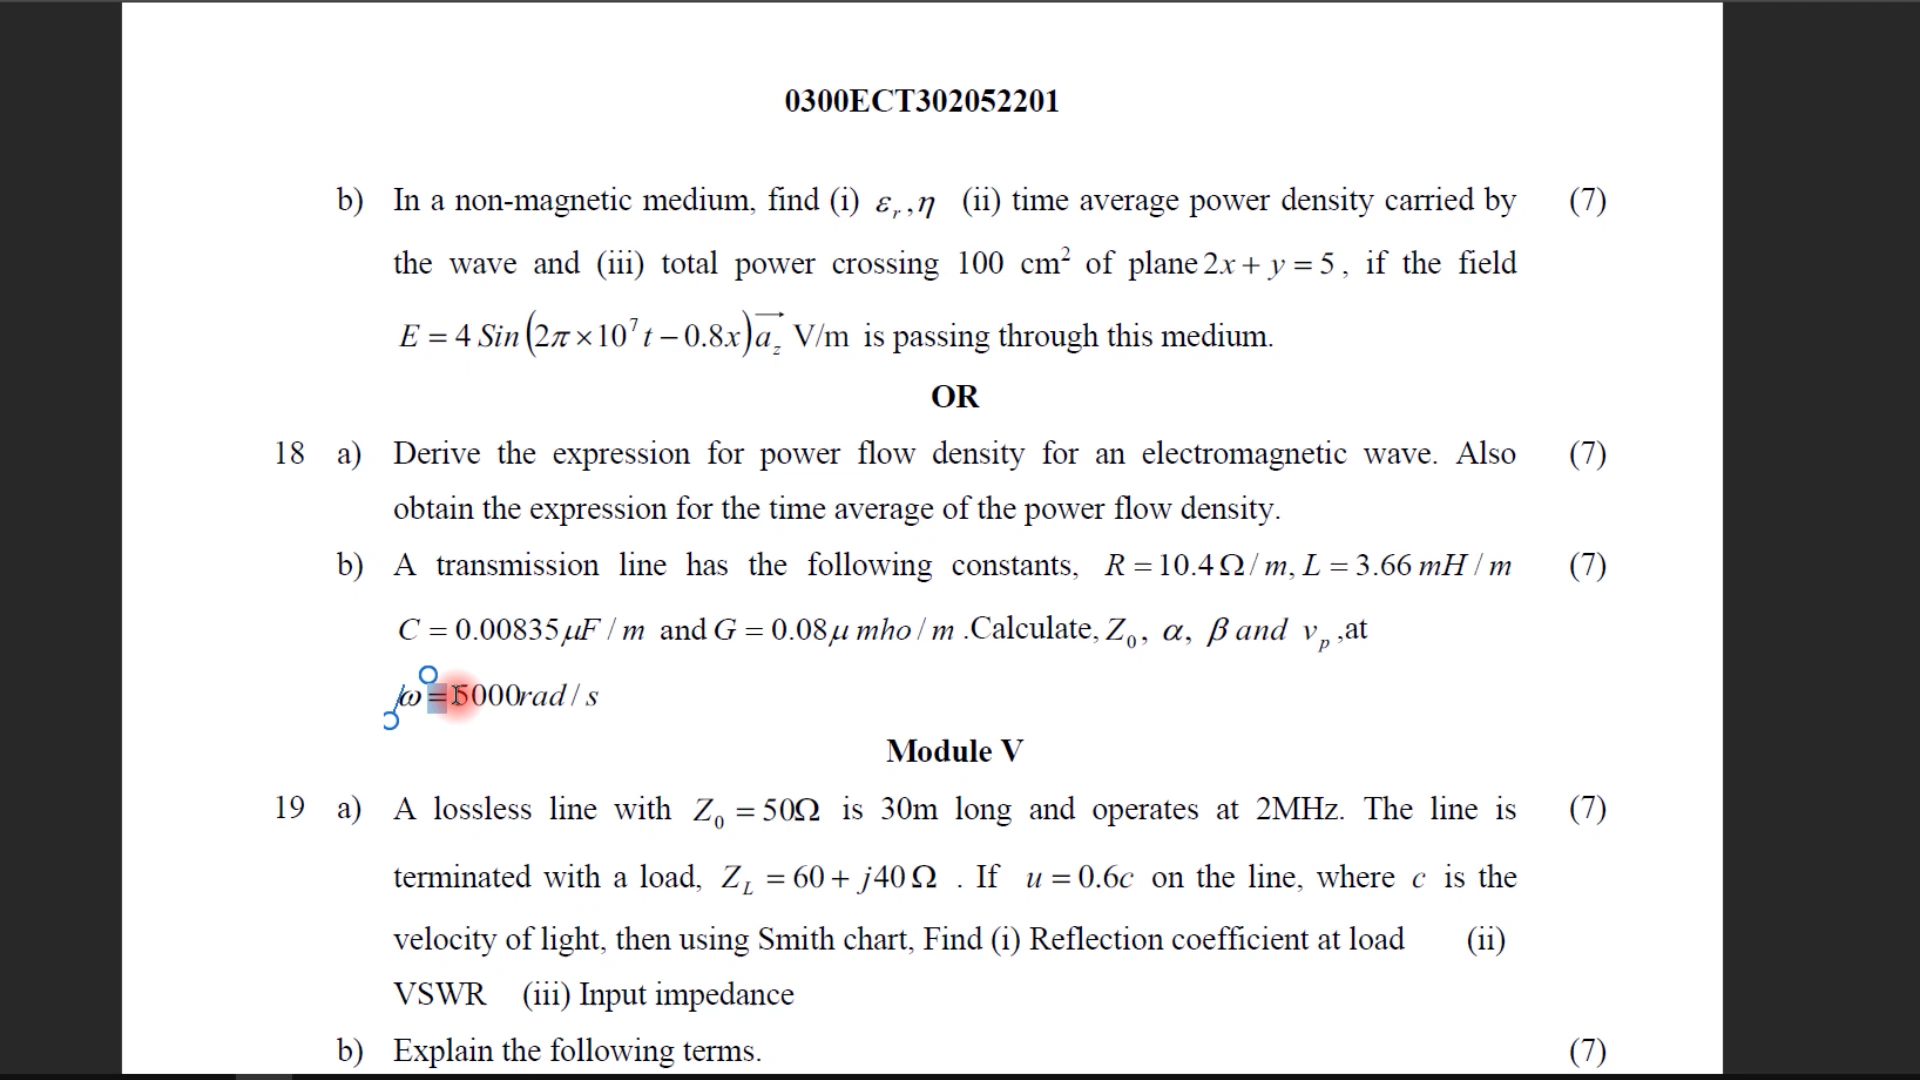 0300ECT302052201
b) In a non-magnetic medium, find (i) εᵣ,η (ii) time average power density carried by (7)
the wave and (iii) total power crossing 100 cm² of plane 2x + y = 5, if the field
E = 4 Sin(2π×10⁷ t − 0.8x)a⃗_z V/m is passing through this medium.
OR
18 a) Derive the expression for power flow density for an electromagnetic wave. Also (7)
obtain the expression for the time average of the power flow density.
b) A transmission line has the following constants, R = 10.4 Ω / m, L = 3.66 mH / m (7)
C = 0.00835 μF / m and G = 0.08 μ mho / m .Calculate, Z₀, α, β and vₚ ,at
ω = 5000rad / s
Module V
19 a) A lossless line with Z₀ = 50Ω is 30m long and operates at 2MHz. The line is (7)
terminated with a load, Z_L = 60 + j40 Ω . If u = 0.6c on the line, where c is the
velocity of light, then using Smith chart, Find (i) Reflection coefficient at load (ii)
VSWR (iii) Input impedance
b) Explain the following terms. (7)